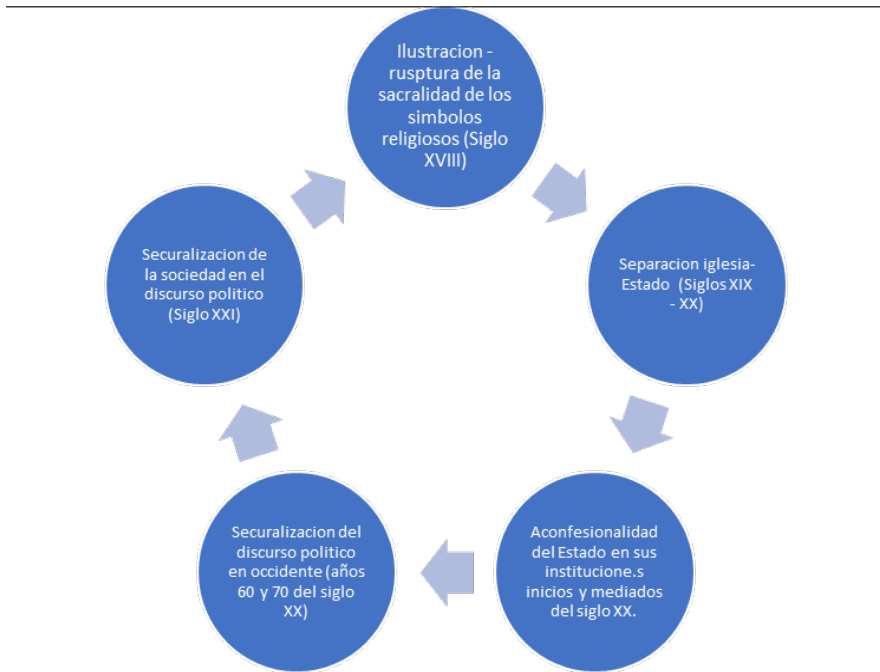 Ilustracion -
rusptura de la
sacralidad de los
simbolos
religiosos (Siglo
XVIII)
Separacion iglesia-
Estado (Siglos XIX
- XX)
Aconfesionalidad
del Estado en sus
institucione.s
inicios y mediados
del siglo XX.
Securalizacion del
discurso politico
en occidente (años
60 y 70 del siglo
XX)
Securalizacion de
la sociedad en el
discurso politico
(Siglo XXI)